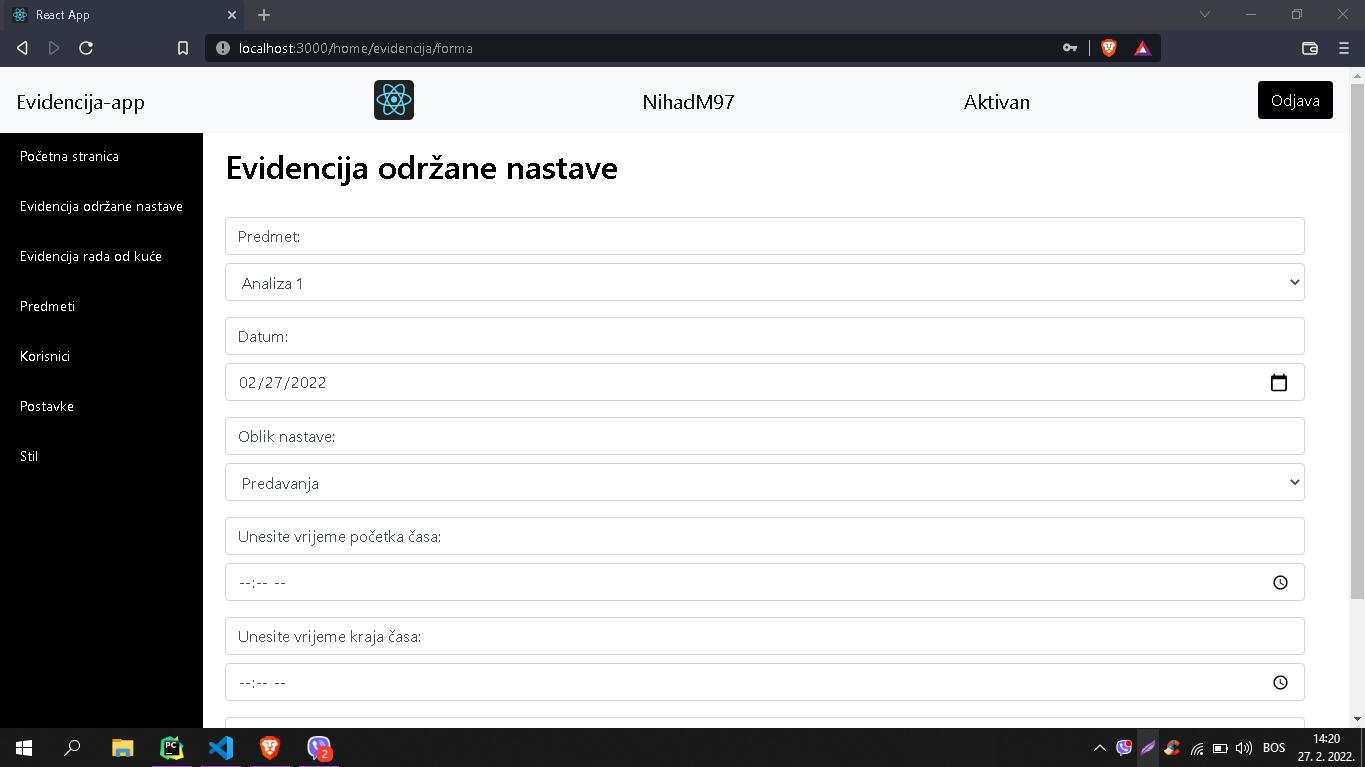 React App
localhost:3000/home/evidencija/forma
Evidencija-app
NihadM97
Aktivan
Odjava
Početna stranica
Evidencija održane nastave
Evidencija rada od kuće
Predmeti
Korisnici
Postavke
Stil
Evidencija održane nastave
Predmet:
Analiza 1
Datum:
02/27/2022
Oblik nastave:
Predavanja
Unesite vrijeme početka časa:
--:-- --
Unesite vrijeme kraja časa:
--:-- --
PC
2
BOS
14:20
27. 2. 2022.